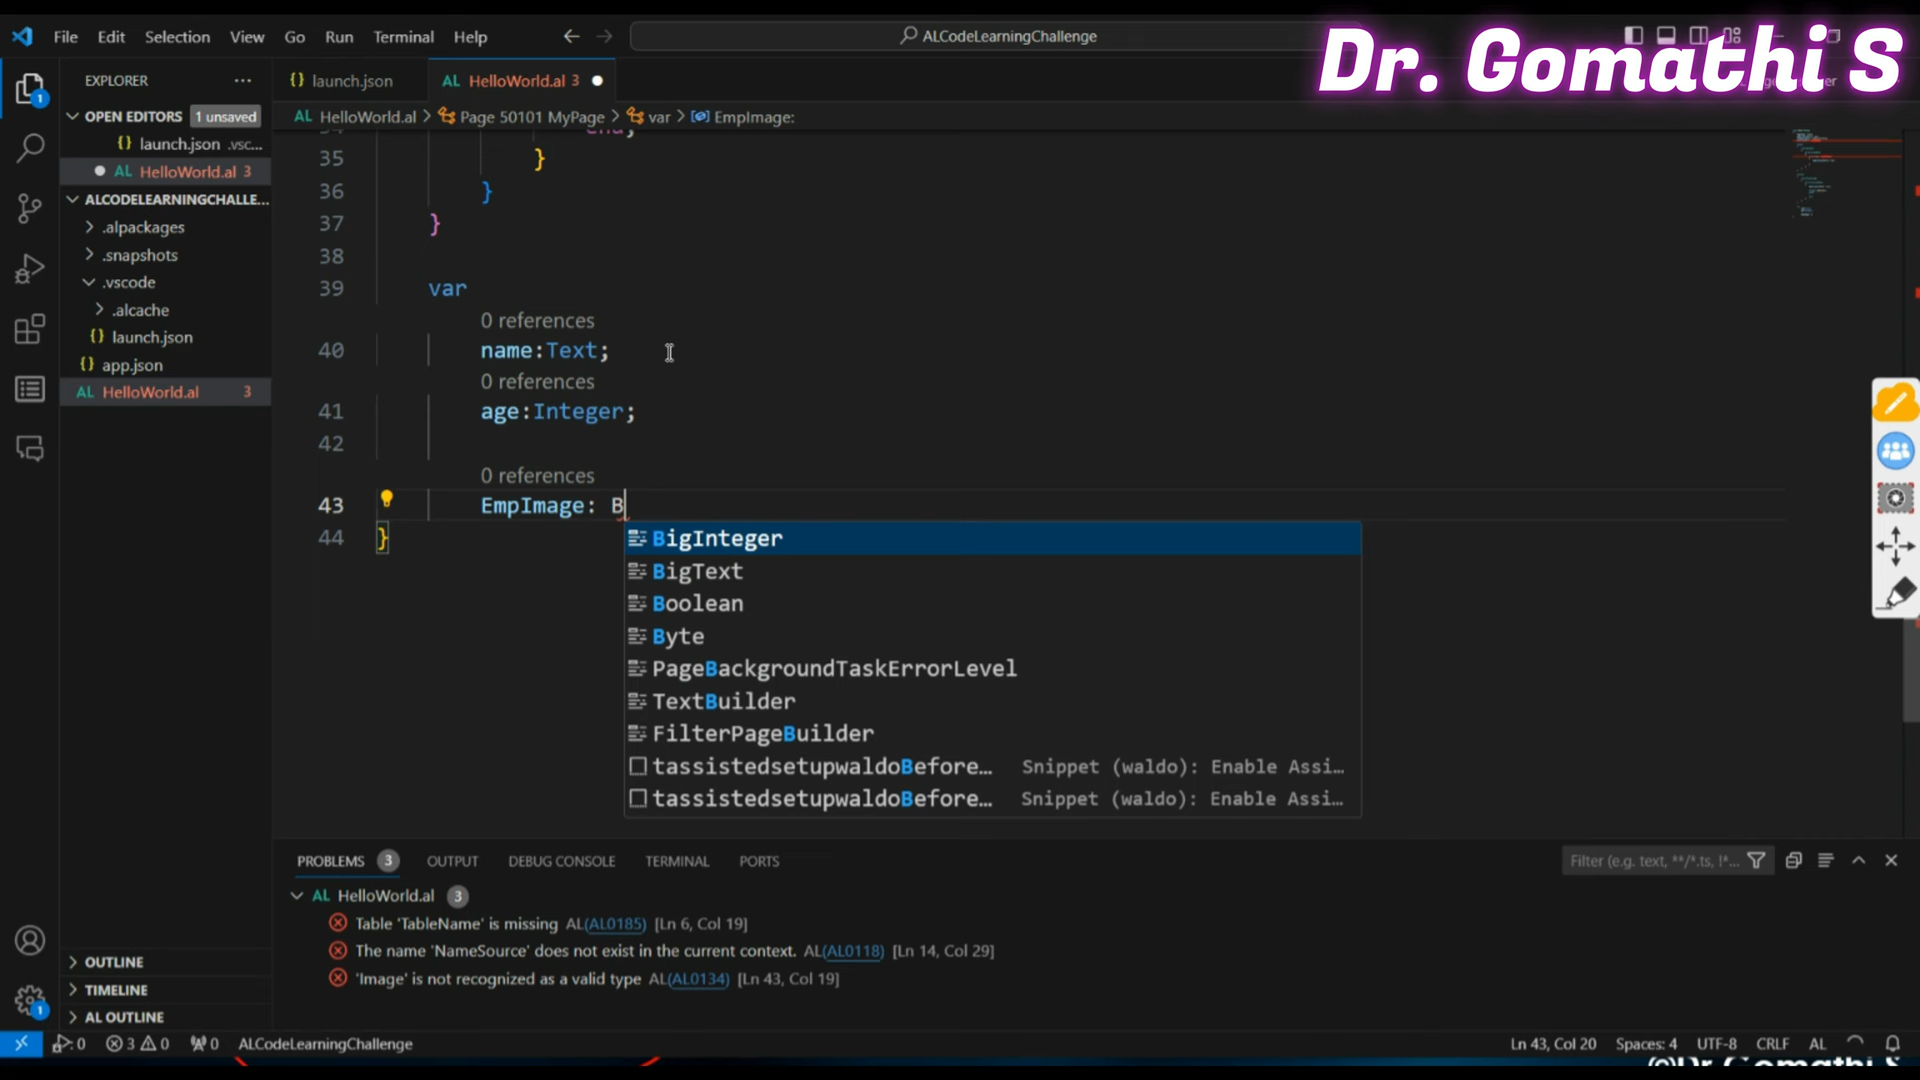 File Edit Selection View Go Run Terminal Help
ALCodeLearningChallenge
Dr. Gomathi S
EXPLORER
launch.json
AL HelloWorld.al 3
OPEN EDITORS 1 unsaved
AL HelloWorld.al > Page 50101 MyPage > var > EmpImage:
{} launch.json .vsc...
AL HelloWorld.al 3
ALCODELEARNINGCHALLE...
.alpackages
.snapshots
.vscode
.alcache
{} launch.json
{} app.json
AL HelloWorld.al 3
35 }
36 }
37 }
38
39 var
0 references
40 name:Text;
0 references
41 age:Integer;
42
0 references
43 EmpImage: B
44 }
BigInteger
BigText
Boolean
Byte
PageBackgroundTaskErrorLevel
TextBuilder
FilterPageBuilder
tassistedsetupwaldoBefore... Snippet (waldo): Enable Assi...
tassistedsetupwaldoBefore... Snippet (waldo): Enable Assi...
PROBLEMS 3 OUTPUT DEBUG CONSOLE TERMINAL PORTS
Filter (e.g. text, **/*.ts, !*...
AL HelloWorld.al 3
Table 'TableName' is missing AL(AL0185) [Ln 6, Col 19]
The name 'NameSource' does not exist in the current context. AL(AL0118) [Ln 14, Col 29]
'Image' is not recognized as a valid type AL(AL0134) [Ln 43, Col 19]
OUTLINE
TIMELINE
AL OUTLINE
0 3 0 0 ALCodeLearningChallenge
Ln 43, Col 20 Spaces: 4 UTF-8 CRLF AL
©Dr Gomathi S